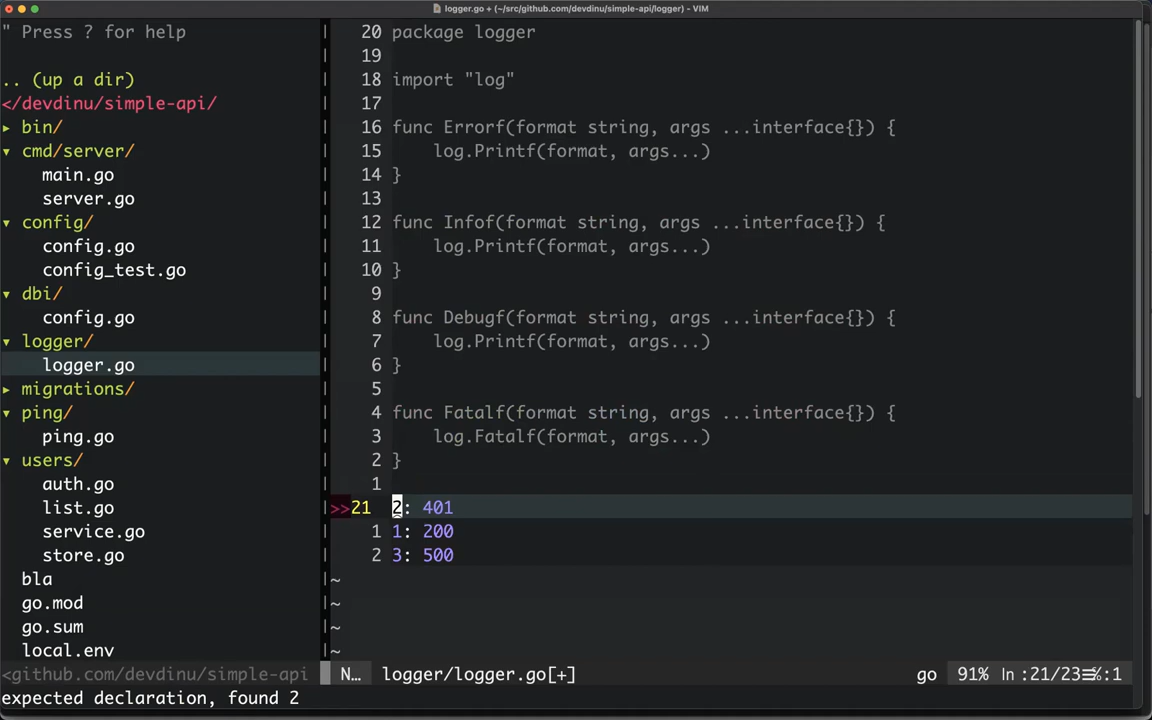 logger.go + (~/src/github.com/devdinu/simple-api/logger) - VIM
" Press ? for help
.. (up a dir)
</devdinu/simple-api/
▸ bin/
▾ cmd/server/
main.go
server.go
▾ config/
config.go
config_test.go
▾ dbi/
config.go
▾ logger/
logger.go
▸ migrations/
▾ ping/
ping.go
▾ users/
auth.go
list.go
service.go
store.go
bla
go.mod
go.sum
local.env
<github.com/devdinu/simple-api
20 package logger
19
18 import "log"
17
16 func Errorf(format string, args ...interface{}) {
15 log.Printf(format, args...)
14 }
13
12 func Infof(format string, args ...interface{}) {
11 log.Printf(format, args...)
10 }
9
8 func Debugf(format string, args ...interface{}) {
7 log.Printf(format, args...)
6 }
5
4 func Fatalf(format string, args ...interface{}) {
3 log.Fatalf(format, args...)
2 }
1
>>21 2: 401
1 1: 200
2 3: 500
~
~
~
~
N... logger/logger.go[+] go 91% ln :21/23☰%:1
expected declaration, found 2